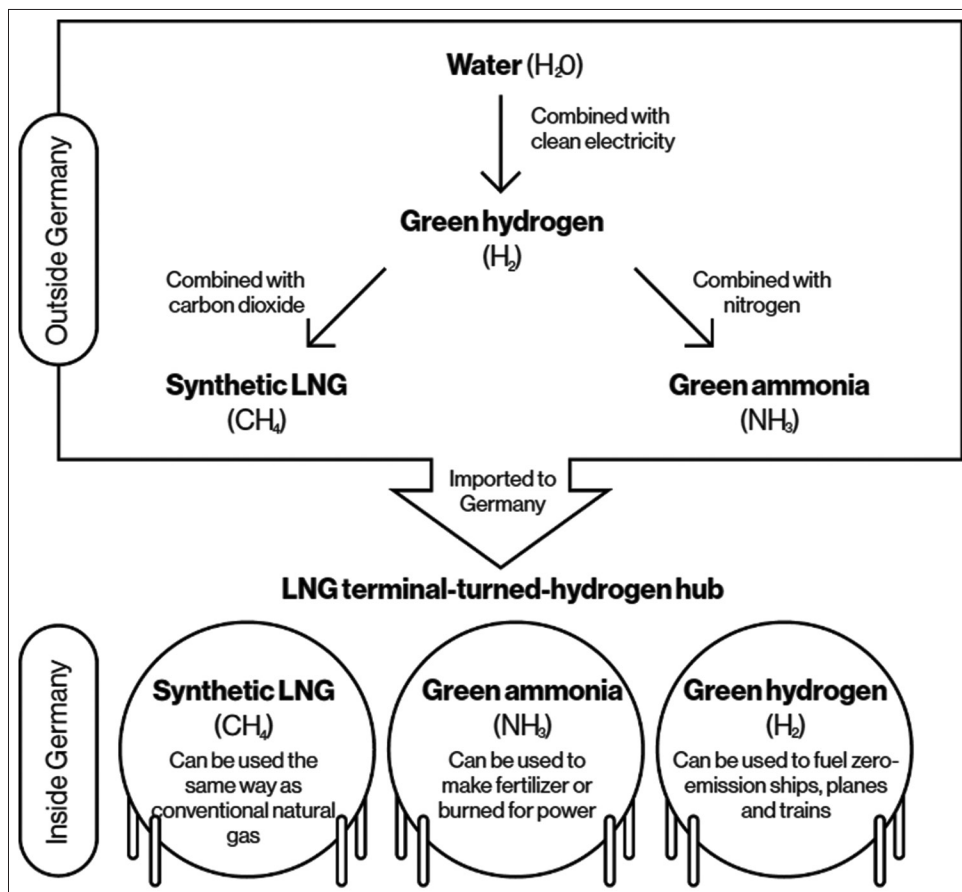 Outside Germany
Water (H₂O)
Combined with
clean electricity
Green hydrogen
(H₂)
Combined with
carbon dioxide
Combined with
nitrogen
Synthetic LNG
(CH₄)
Green ammonia
(NH₃)
Imported to
Germany
LNG terminal-turned-hydrogen hub
Inside Germany
Synthetic LNG
(CH₄)
Can be used the
same way as
conventional natural
gas
Green ammonia
(NH₃)
Can be used to
make fertilizer or
burned for power
Green hydrogen
(H₂)
Can be used to fuel zero-
emission ships, planes
and trains